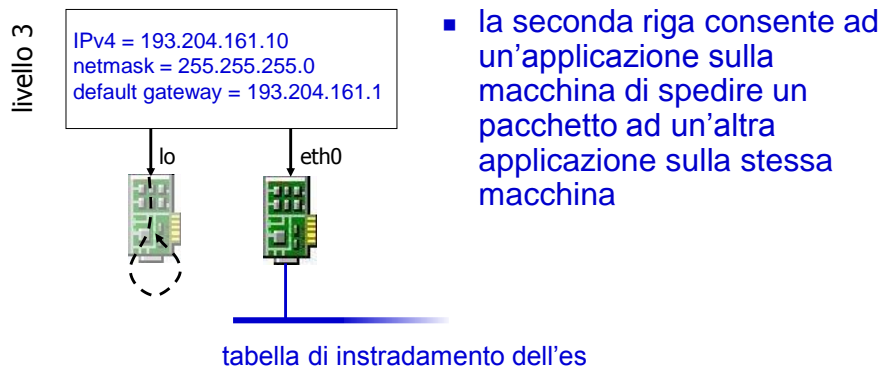 livello 3
IPv4 = 193.204.161.10
netmask = 255.255.255.0
default gateway = 193.204.161.1
lo
eth0
la seconda riga consente ad
un’applicazione sulla
macchina di spedire un
pacchetto ad un’altra
applicazione sulla stessa
macchina
tabella di instradamento dell’es